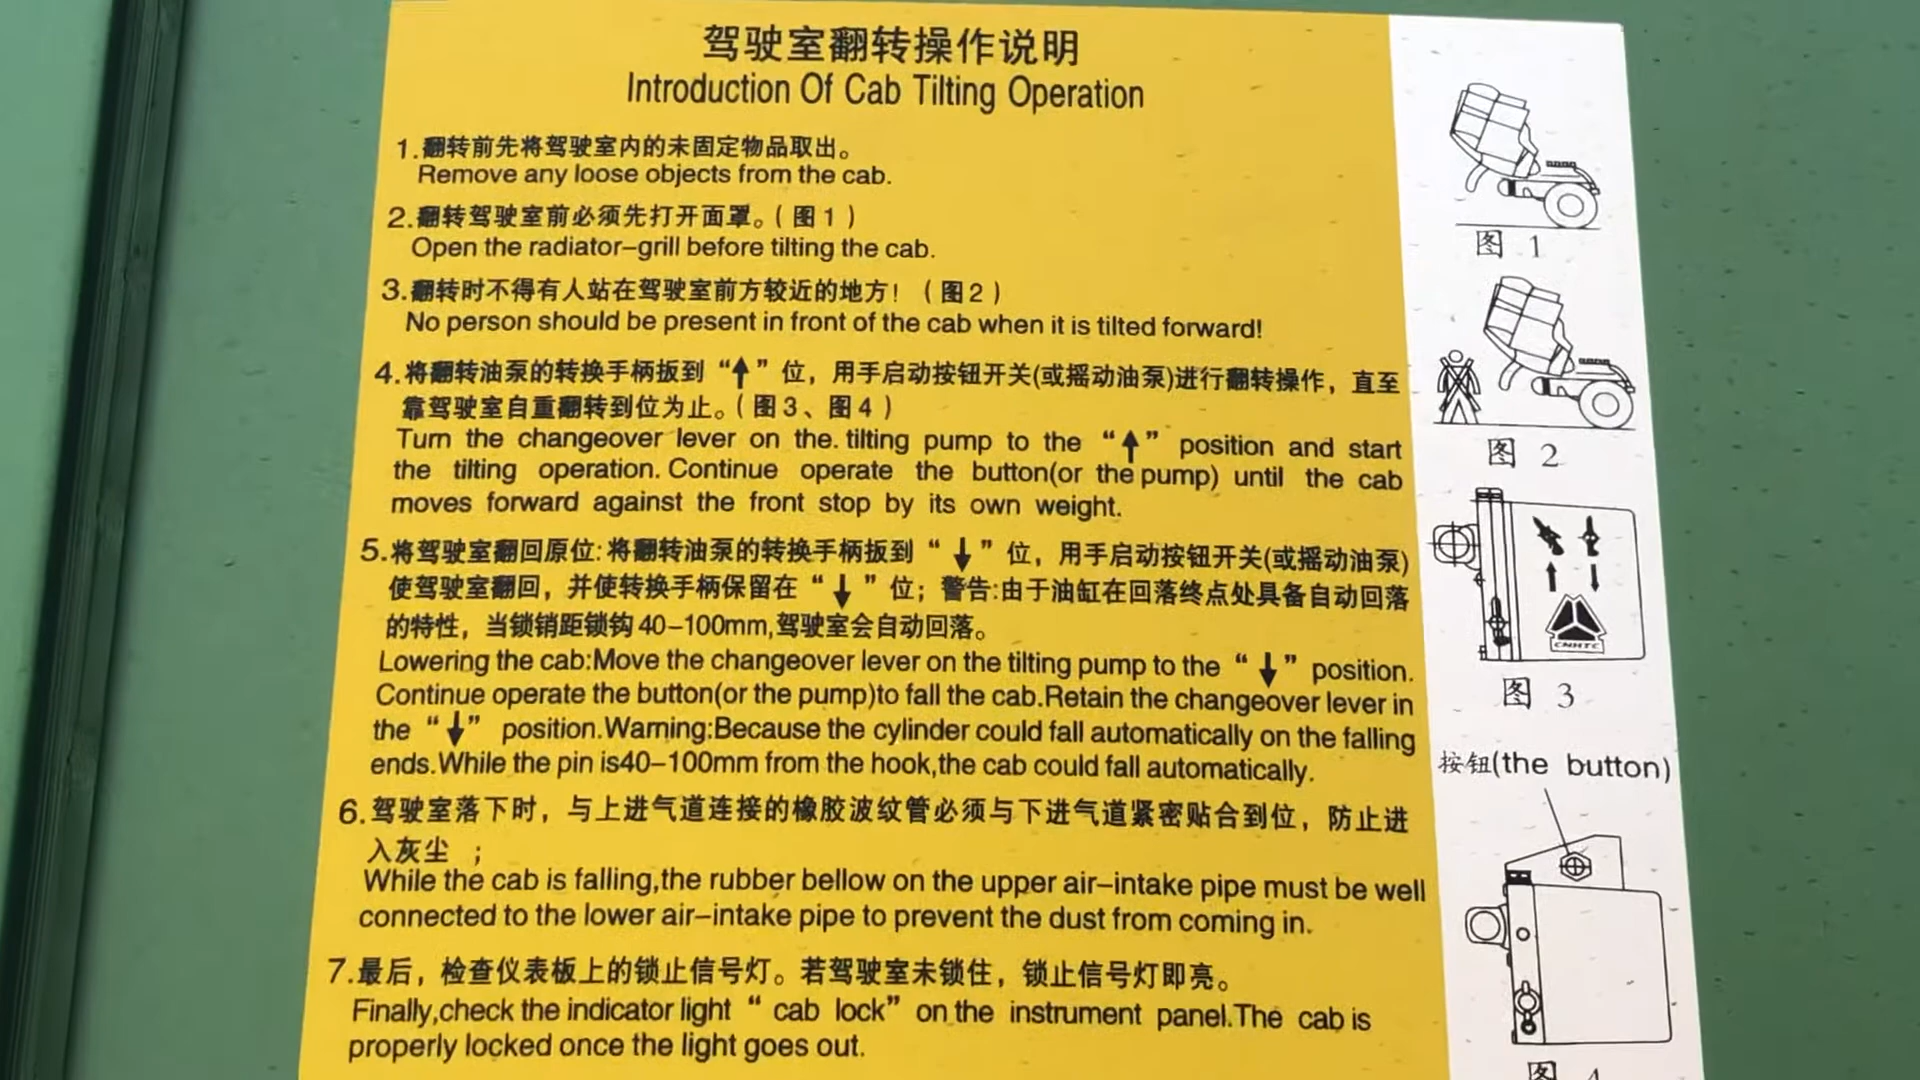 驾驶室翻转操作说明
Introduction Of Cab Tilting Operation
1.翻转前先将驾驶室内的未固定物品取出。
Remove any loose objects from the cab.
2.翻转驾驶室前必须先打开面罩。(图1)
Open the radiator-grill before tilting the cab.
3.翻转时不得有人站在驾驶室前方较近的地方!(图2)
No person should be present in front of the cab when it is tilted forward!
4.将翻转油泵的转换手柄扳到“↑”位，用手启动按钮开关(或摇动油泵)进行翻转操作，直至
靠驾驶室自重翻转到位为止。(图3、图4)
Turn the changeover lever on the. tilting pump to the “↑” position and start
the tilting operation. Continue operate the button(or the pump) until the cab
moves forward against the front stop by its own weight.
5.将驾驶室翻回原位:将翻转油泵的转换手柄扳到“↓”位，用手启动按钮开关(或摇动油泵)
使驾驶室翻回，并使转换手柄保留在“↓”位；警告:由于油缸在回落终点处具备自动回落
的特性，当锁销距锁钩40-100mm,驾驶室会自动回落。
Lowering the cab:Move the changeover lever on the tilting pump to the “↓” position.
Continue operate the button(or the pump)to fall the cab.Retain the changeover lever in
the “↓” position.Warning:Because the cylinder could fall automatically on the falling
ends.While the pin is40-100mm from the hook,the cab could fall automatically.
6.驾驶室落下时，与上进气道连接的橡胶波纹管必须与下进气道紧密贴合到位，防止进
入灰尘；
While the cab is falling,the rubber bellow on the upper air-intake pipe must be well
connected to the lower air-intake pipe to prevent the dust from coming in.
7.最后，检查仪表板上的锁止信号灯。若驾驶室未锁住，锁止信号灯即亮。
Finally,check the indicator light “ cab lock” on the instrument panel.The cab is
properly locked once the light goes out.
图 1
图 2
CNHTC
图 3
按钮(the button)
图 4